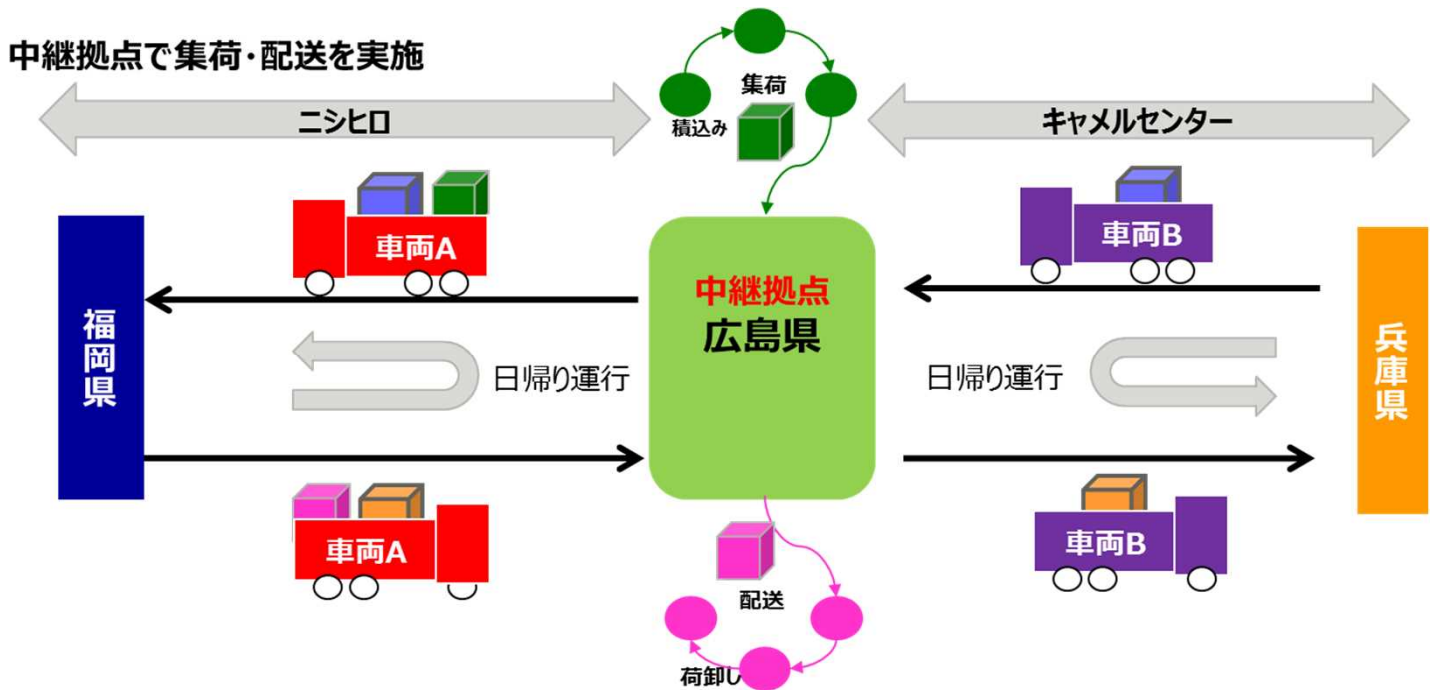 中継拠点で集荷・配送を実施
集荷
積込み
ニシヒロ
キャメルセンター
車両A
車両B
福岡県
中継拠点
広島県
兵庫県
日帰り運行
日帰り運行
車両A
車両B
配送
荷卸し